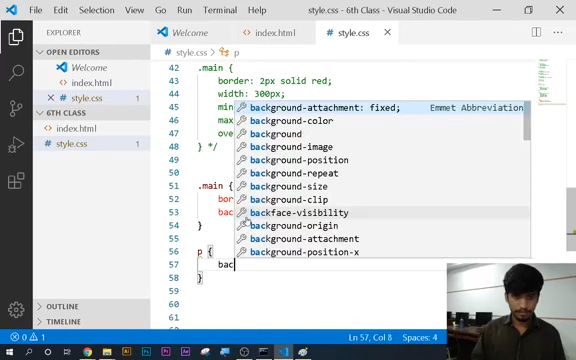 File Edit Selection View Go Run Terminal Help style.css - 6th Class - Visual Studio Code
EXPLORER
OPEN EDITORS
Welcome
index.html
style.css 1
6TH CLASS
index.html
style.css 1
OUTLINE
TIMELINE
Welcome index.html style.css
style.css > p
42 .main {
43 border: 2px solid red;
44 width: 300px;
45 min
46 max
47 ove
48 } */
49
50
51 .main {
52 bor
53 bac
54 }
55
56 p {
57 bac
58 }
59
60
61
background-attachment: fixed; Emmet Abbreviation
background-color
background
background-image
background-position
background-repeat
background-size
background-clip
backface-visibility
background-origin
background-attachment
background-position-x
0 1 Ln 57, Col 8 Spaces: 4